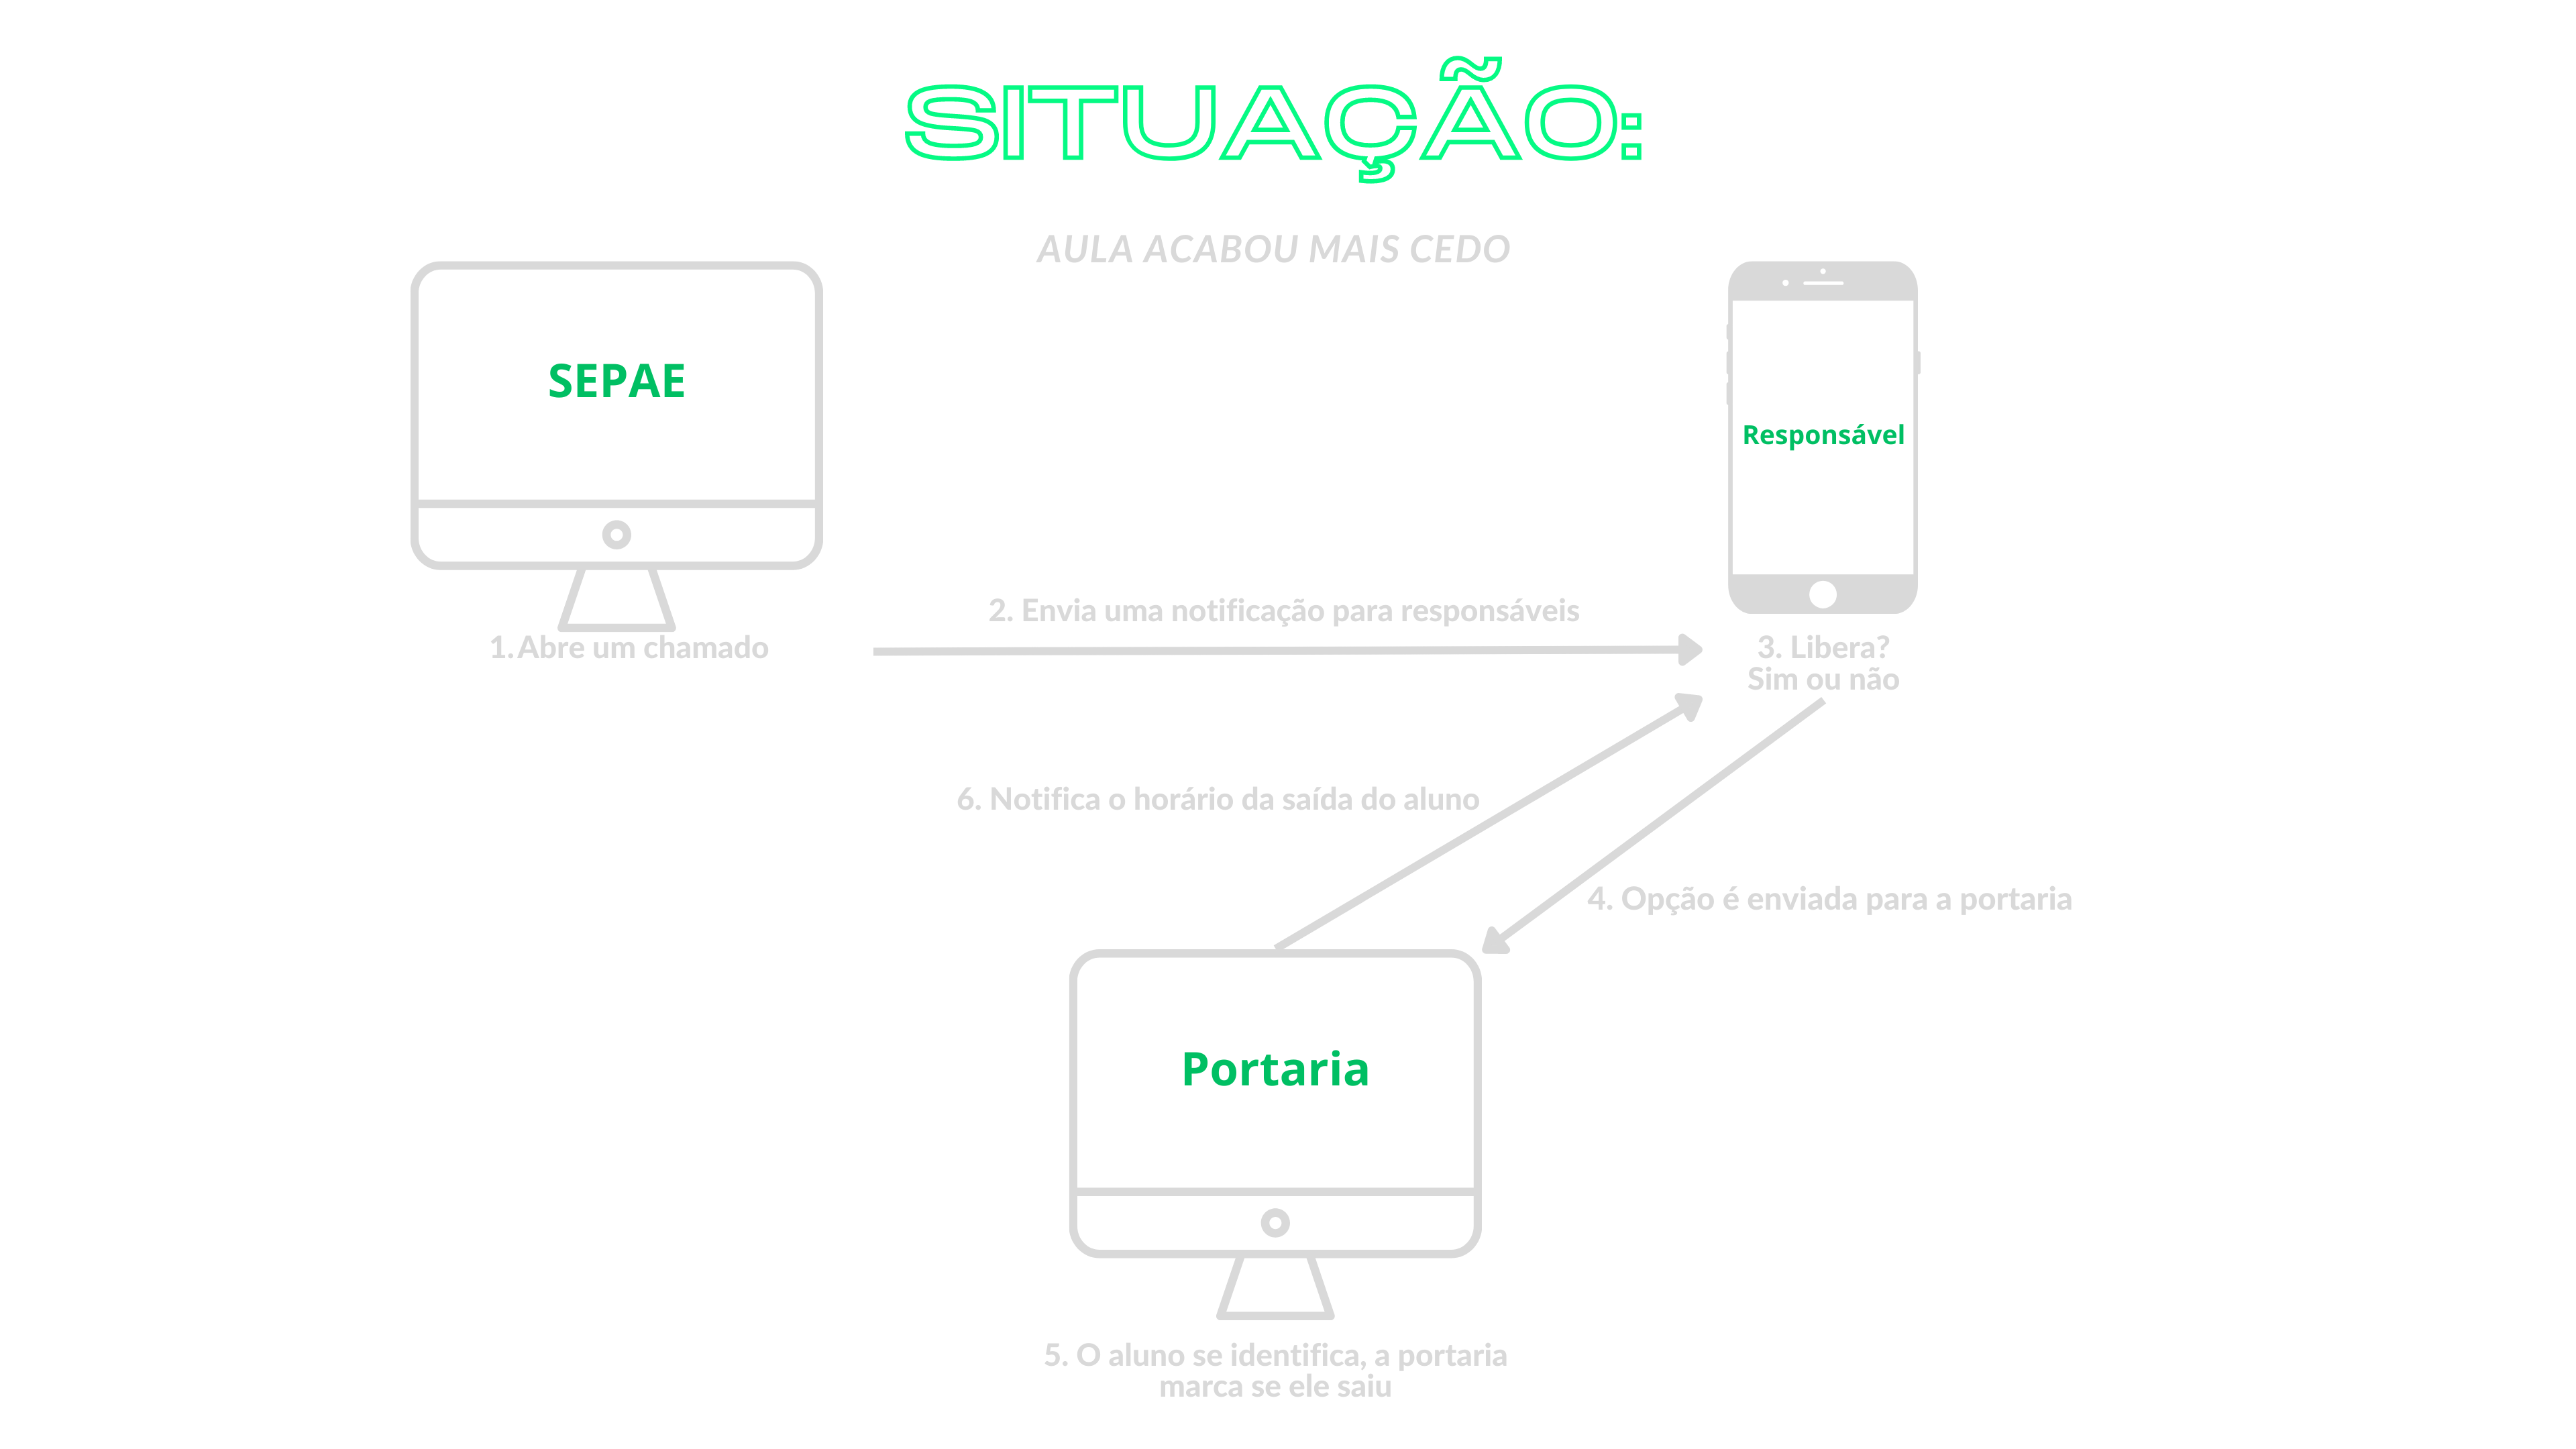 SITUAÇÃO:
AULA ACABOU MAIS CEDO
SEPAE
Responsável
1. Abre um chamado
2. Envia uma notificação para responsáveis
3. Libera?
Sim ou não
6. Notifica o horário da saída do aluno
4. Opção é enviada para a portaria
Portaria
5. O aluno se identifica, a portaria
marca se ele saiu